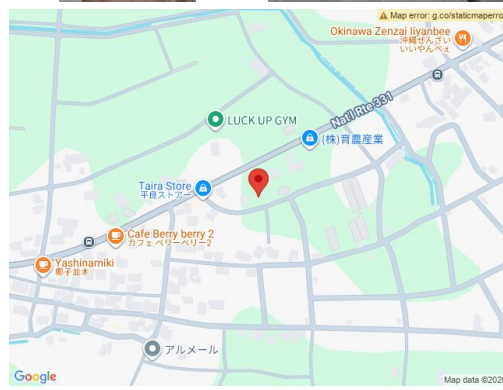 Map error: g.co/staticmaperro
Okinawa Zenzai Iiyanbee
沖縄ぜんざい
いいやんべぇ
Nat'l Rte 331
LUCK UP GYM
(株)育農産業
Taira Store
平良ストアー
Cafe Berry berry 2
カフェ ベリーベリー2
Yashinamiki
椰子並木
アルメール
Google
Map data ©2026